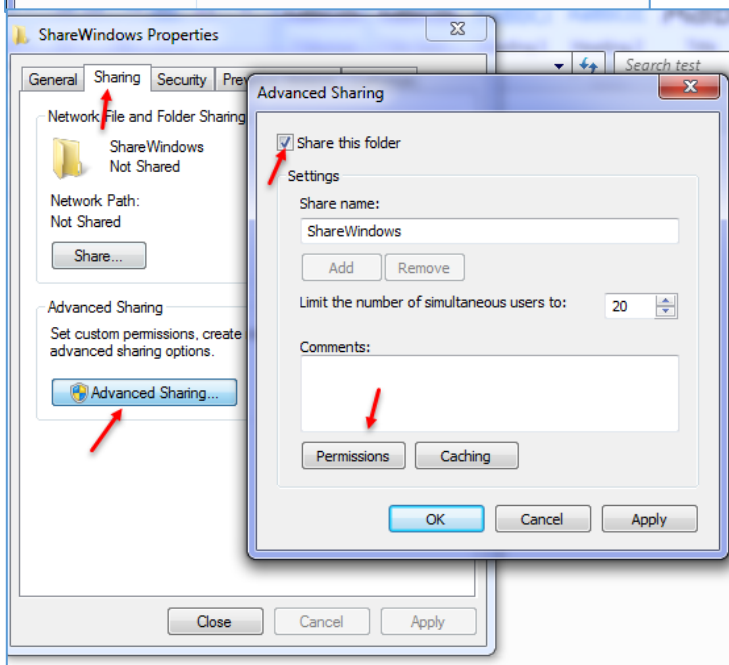 ShareWindows Properties
Search test
General Sharing Security Prev
Network File and Folder Sharing
ShareWindows
Not Shared
Network Path:
Not Shared
Share...
Advanced Sharing
Set custom permissions, create
advanced sharing options.
Advanced Sharing...
Close Cancel Apply
Advanced Sharing
Share this folder
Settings
Share name:
ShareWindows
Add Remove
Limit the number of simultaneous users to: 20
Comments:
Permissions Caching
OK Cancel Apply